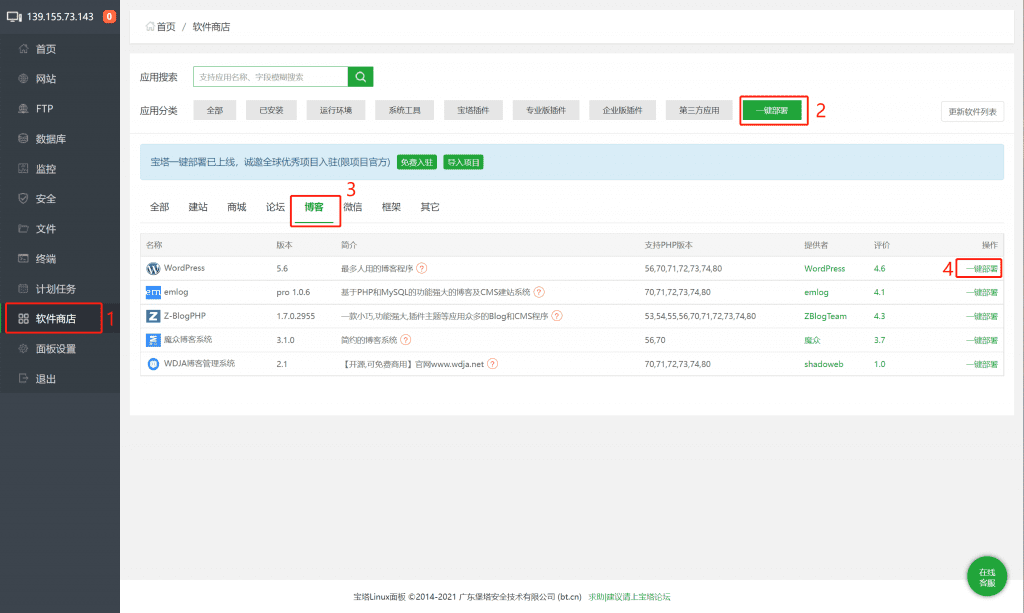 139.155.73.143 0
首页
网站
FTP
数据库
监控
安全
文件
终端
计划任务
软件商店 1
面板设置
退出
首页 / 软件商店
应用搜索 支持应用名称、字段模糊搜索
应用分类 全部 已安装 运行环境 系统工具 宝塔插件 专业版插件 企业版插件 第三方应用 一键部署 2 更新软件列表
宝塔一键部署已上线，诚邀全球优秀项目入驻(限项目官方) 免费入驻 导入项目
3
全部 建站 商城 论坛 博客 微信 框架 其它
名称 版本 简介 支持PHP版本 提供者 评价 操作
WordPress 5.6 最多人用的博客程序 ? 56,70,71,72,73,74,80 WordPress 4.6 4 一键部署
em emlog pro 1.0.6 基于PHP和MySQL的功能强大的博客及CMS建站系统 ? 70,71,72,73,74,80 emlog 4.1 一键部署
Z Z-BlogPHP 1.7.0.2955 一款小巧,功能强大,插件主题等应用众多的Blog和CMS程序 ? 53,54,55,56,70,71,72,73,74,80 ZBlogTeam 4.3 一键部署
魔众博客系统 3.1.0 简约的博客系统 ? 56,70 魔众 3.7 一键部署
WDJA博客管理系统 2.1 【开源,可免费商用】官网www.wdja.net ? 70,71,72,73,74,80 shadoweb 1.0 一键部署
在线
客服
宝塔Linux面板 ©2014-2021 广东堡塔安全技术有限公司 (bt.cn) 求助|建议请上宝塔论坛